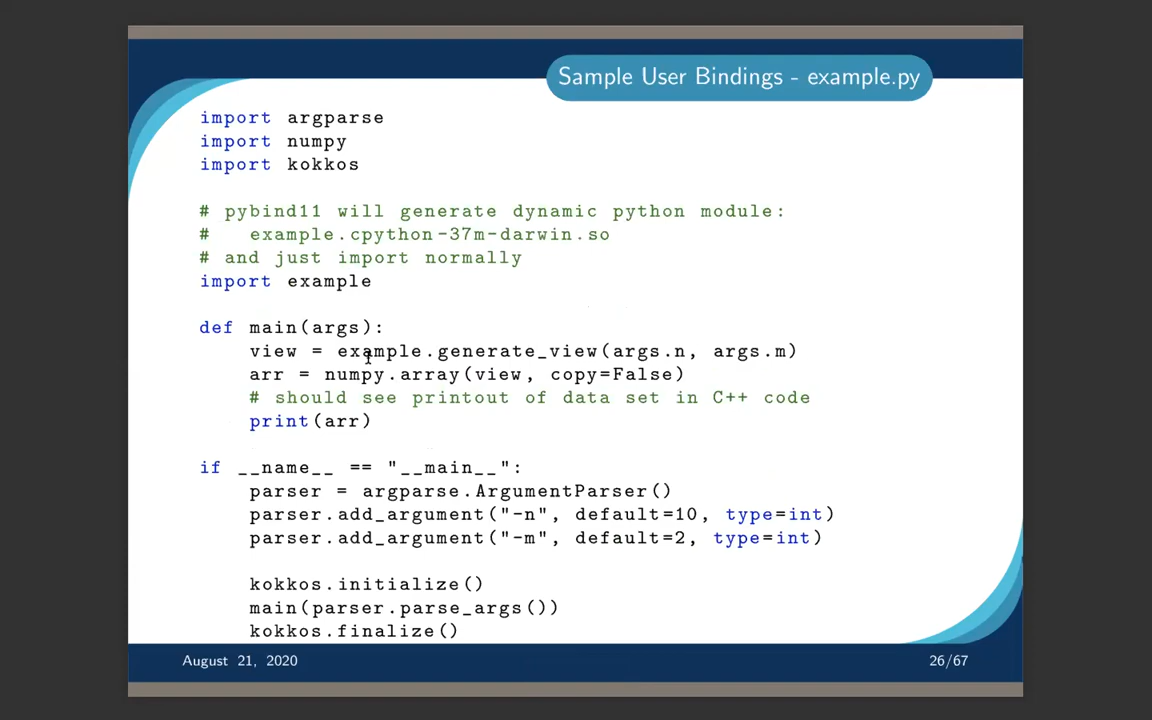 Sample User Bindings - example.py
import argparse
import numpy
import kokkos
# pybind11 will generate dynamic python module:
#   example.cpython-37m-darwin.so
# and just import normally
import example
def main(args):
    view = example.generate_view(args.n, args.m)
    arr = numpy.array(view, copy=False)
    # should see printout of data set in C++ code
    print(arr)
if __name__ == "__main__":
    parser = argparse.ArgumentParser()
    parser.add_argument("-n", default=10, type=int)
    parser.add_argument("-m", default=2, type=int)
    kokkos.initialize()
    main(parser.parse_args())
    kokkos.finalize()
August 21, 2020
26/67